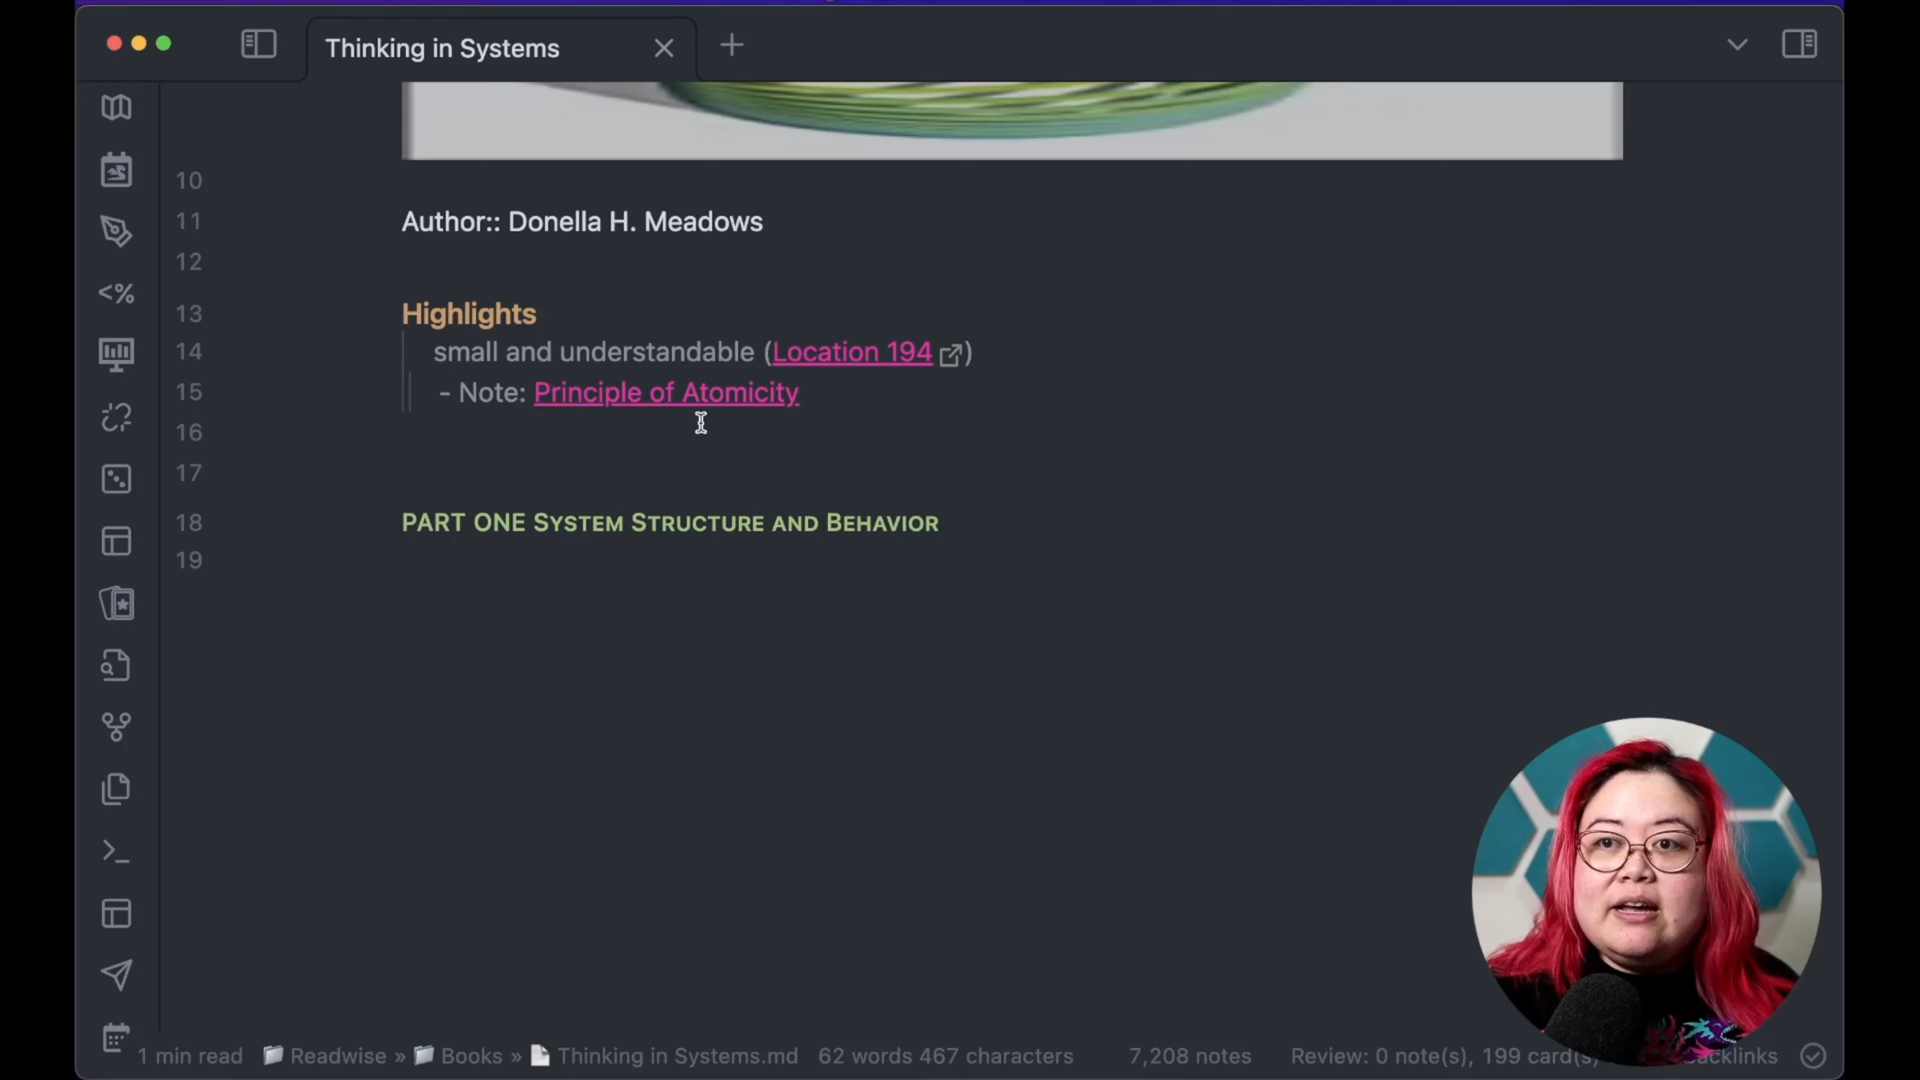 Thinking in Systems
10
11 Author:: Donella H. Meadows
12
13 Highlights
14 small and understandable (Location 194)
15 - Note: Principle of Atomicity
16
17
18 PART ONE System Structure and Behavior
19
<%
>_
1 min read Readwise » Books » Thinking in Systems.md 62 words 467 characters 7,208 notes Review: 0 note(s), 199 card(s)